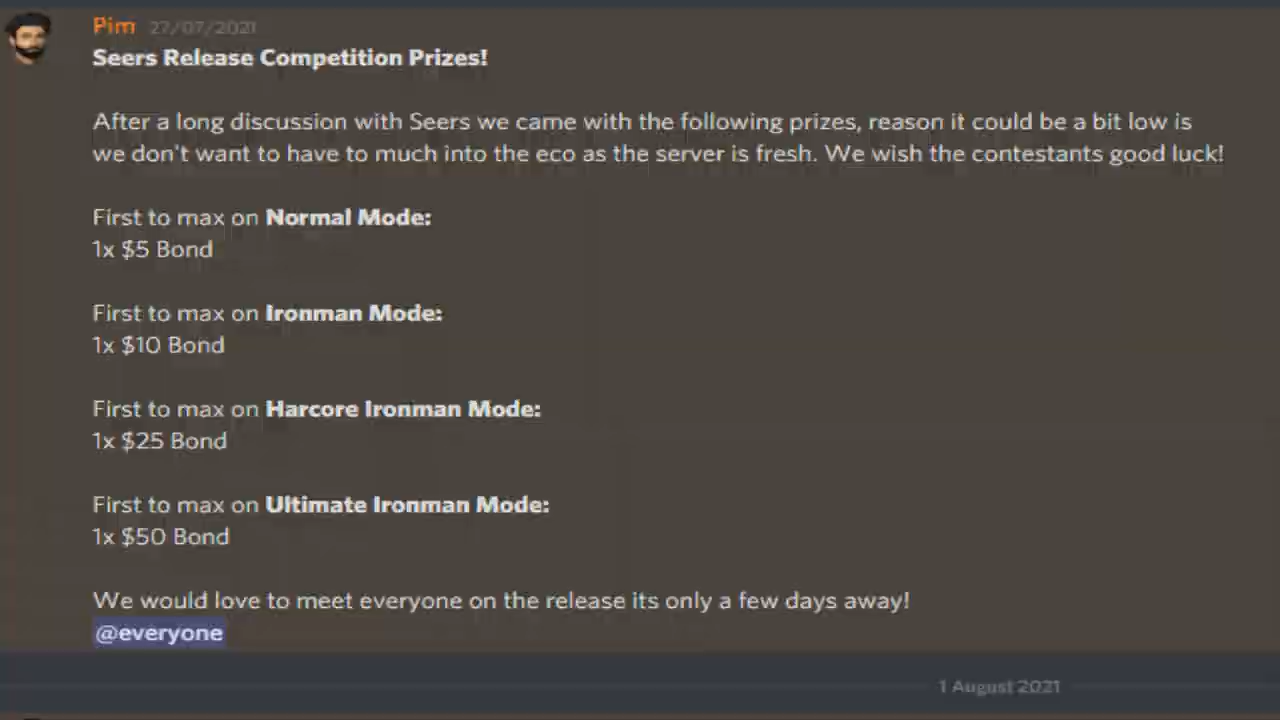 Pim 27/07/2021
Seers Release Competition Prizes!
After a long discussion with Seers we came with the following prizes, reason it could be a bit low is
we don't want to have to much into the eco as the server is fresh. We wish the contestants good luck!
First to max on Normal Mode:
1x $5 Bond
First to max on Ironman Mode:
1x $10 Bond
First to max on Harcore Ironman Mode:
1x $25 Bond
First to max on Ultimate Ironman Mode:
1x $50 Bond
We would love to meet everyone on the release its only a few days away!
@everyone
1 August 2021